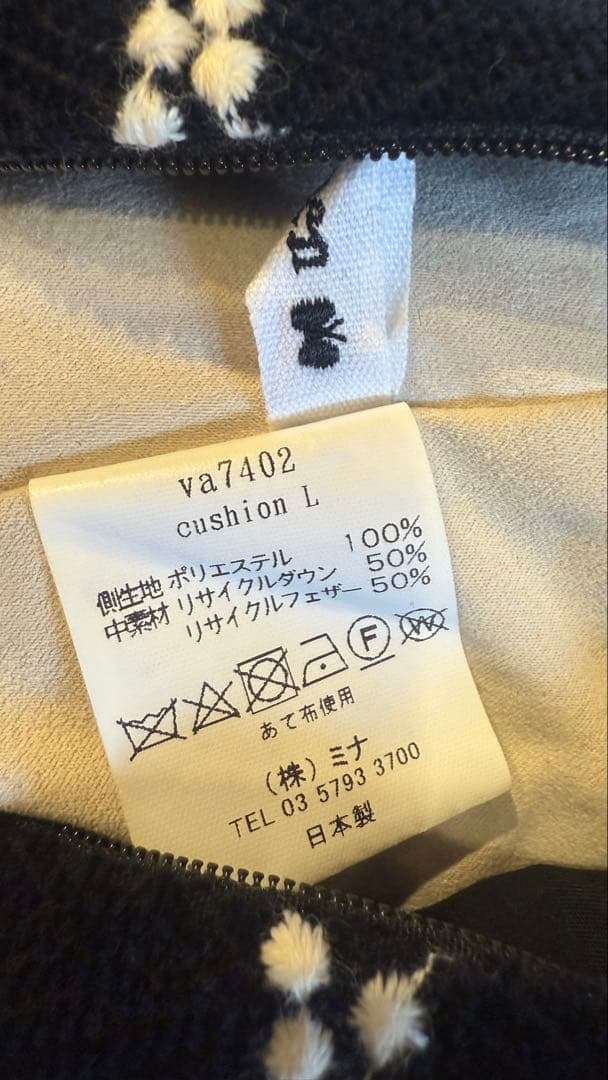 va7402
cushion L
側生地 ポリエステル 100%
中素材 リサイクルダウン 50%
リサイクルフェザー 50%
F
W
あて布使用
(株) ミナ
TEL 03 5793 3700
日本製